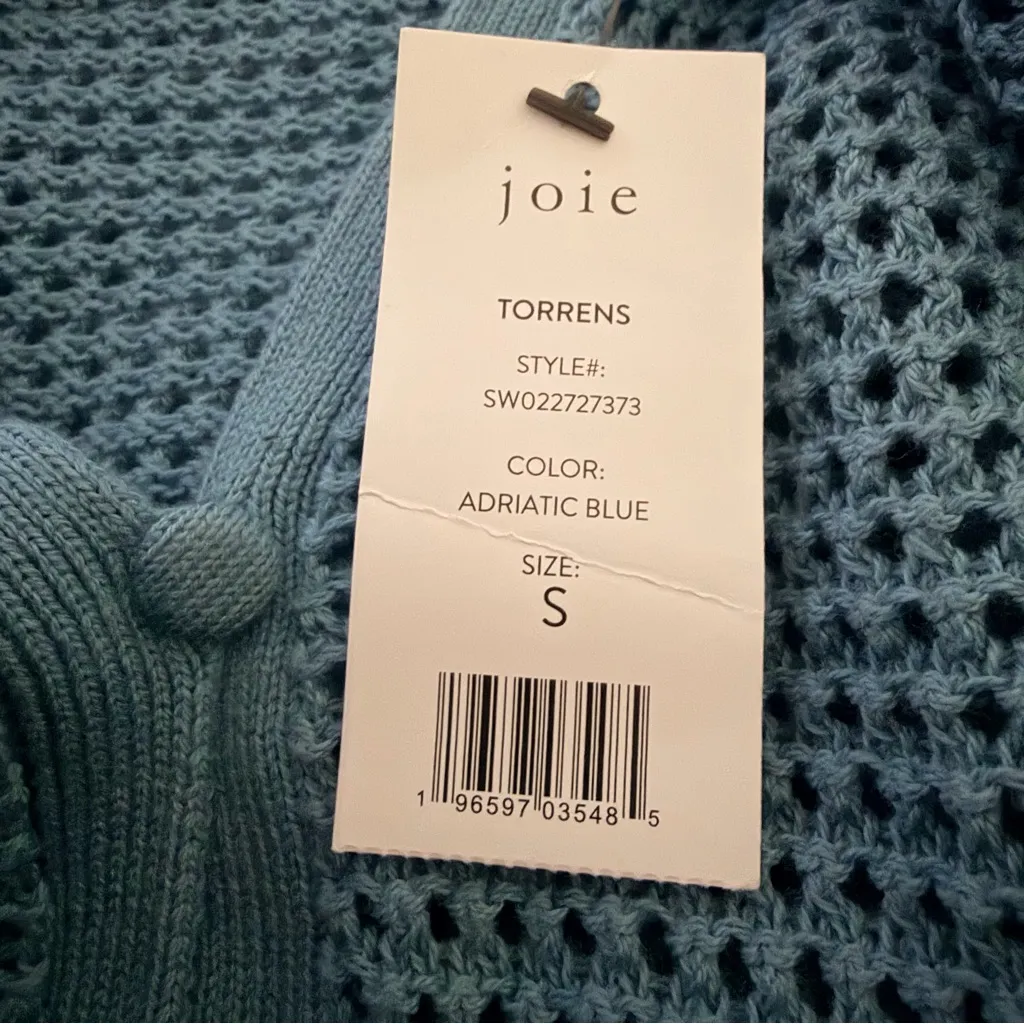 joie
TORRENS
STYLE#:
SW022727373
COLOR:
ADRIATIC BLUE
SIZE:
S
1 96597 03548 5